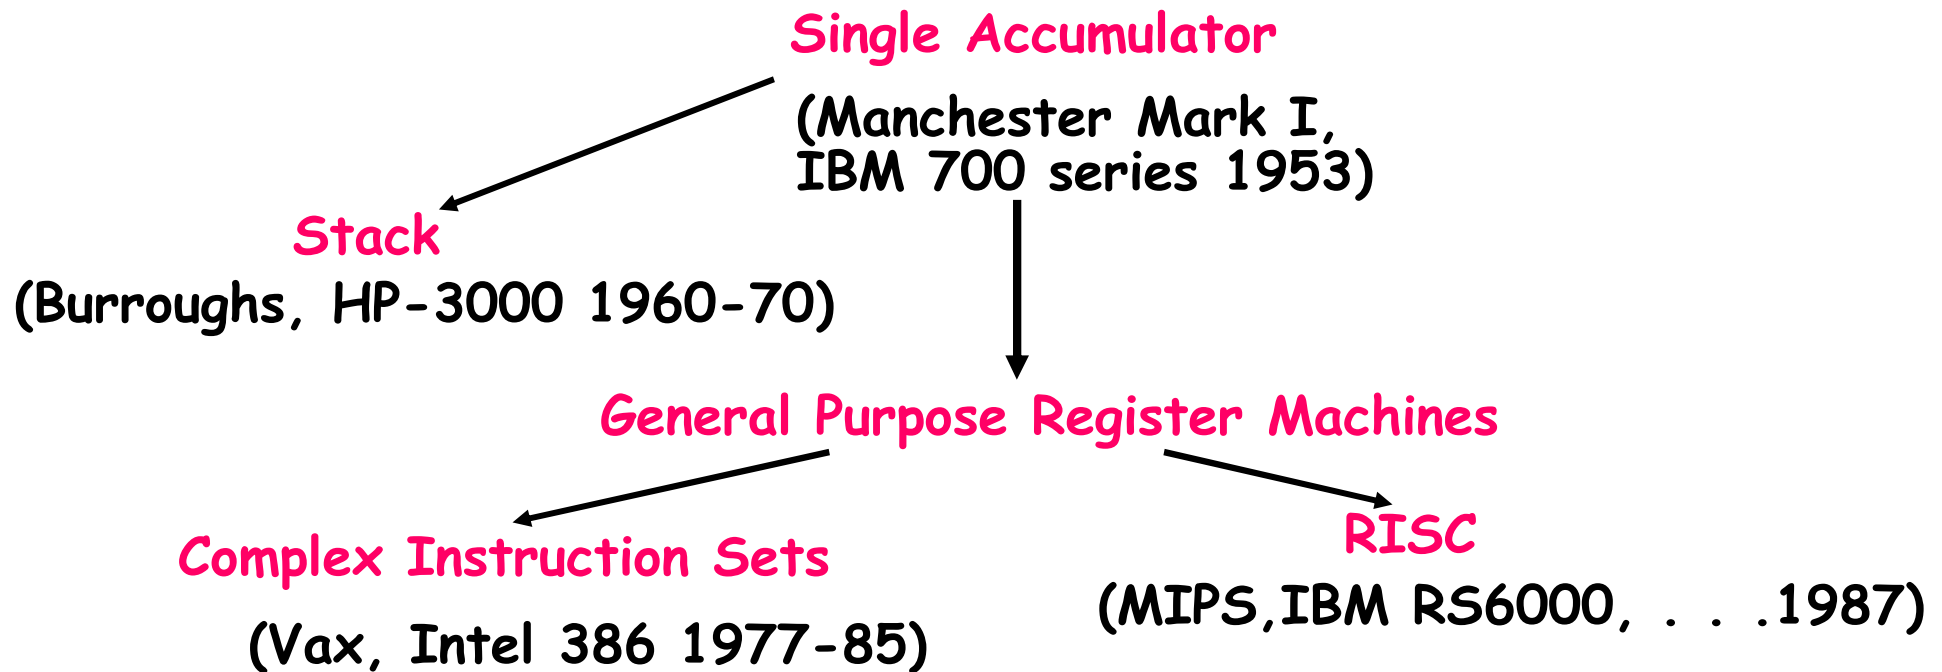 Single Accumulator
(Manchester Mark I,
IBM 700 series 1953)
Stack
(Burroughs, HP-3000 1960-70)
General Purpose Register Machines
Complex Instruction Sets
(Vax, Intel 386 1977-85)
RISC
(MIPS,IBM RS6000, . . .1987)